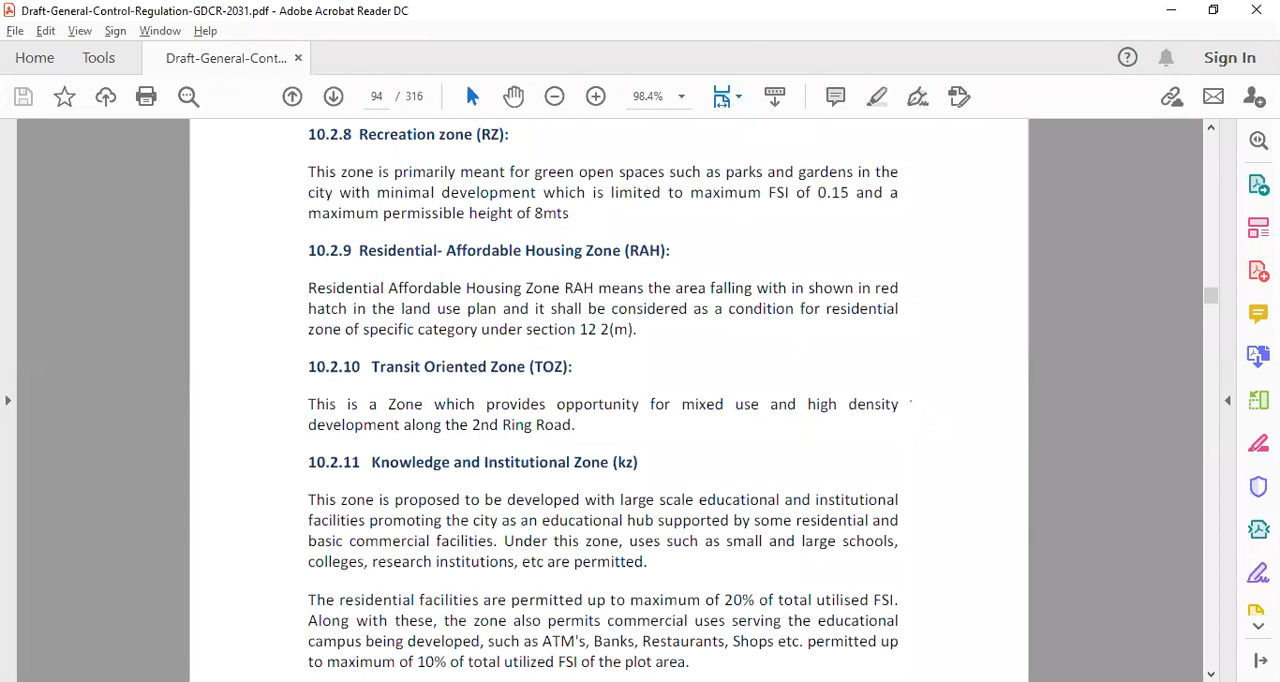 Draft-General-Control-Regulation-GDCR-2031.pdf - Adobe Acrobat Reader DC
File Edit View Sign Window Help
Home Tools Draft-General-Cont... × Sign In
94 / 316 98.4%
10.2.8 Recreation zone (RZ):
This zone is primarily meant for green open spaces such as parks and gardens in the
city with minimal development which is limited to maximum FSI of 0.15 and a
maximum permissible height of 8mts
10.2.9 Residential- Affordable Housing Zone (RAH):
Residential Affordable Housing Zone RAH means the area falling with in shown in red
hatch in the land use plan and it shall be considered as a condition for residential
zone of specific category under section 12 2(m).
10.2.10 Transit Oriented Zone (TOZ):
This is a Zone which provides opportunity for mixed use and high density
development along the 2nd Ring Road.
10.2.11 Knowledge and Institutional Zone (kz)
This zone is proposed to be developed with large scale educational and institutional
facilities promoting the city as an educational hub supported by some residential and
basic commercial facilities. Under this zone, uses such as small and large schools,
colleges, research institutions, etc are permitted.
The residential facilities are permitted up to maximum of 20% of total utilised FSI.
Along with these, the zone also permits commercial uses serving the educational
campus being developed, such as ATM's, Banks, Restaurants, Shops etc. permitted up
to maximum of 10% of total utilized FSI of the plot area.